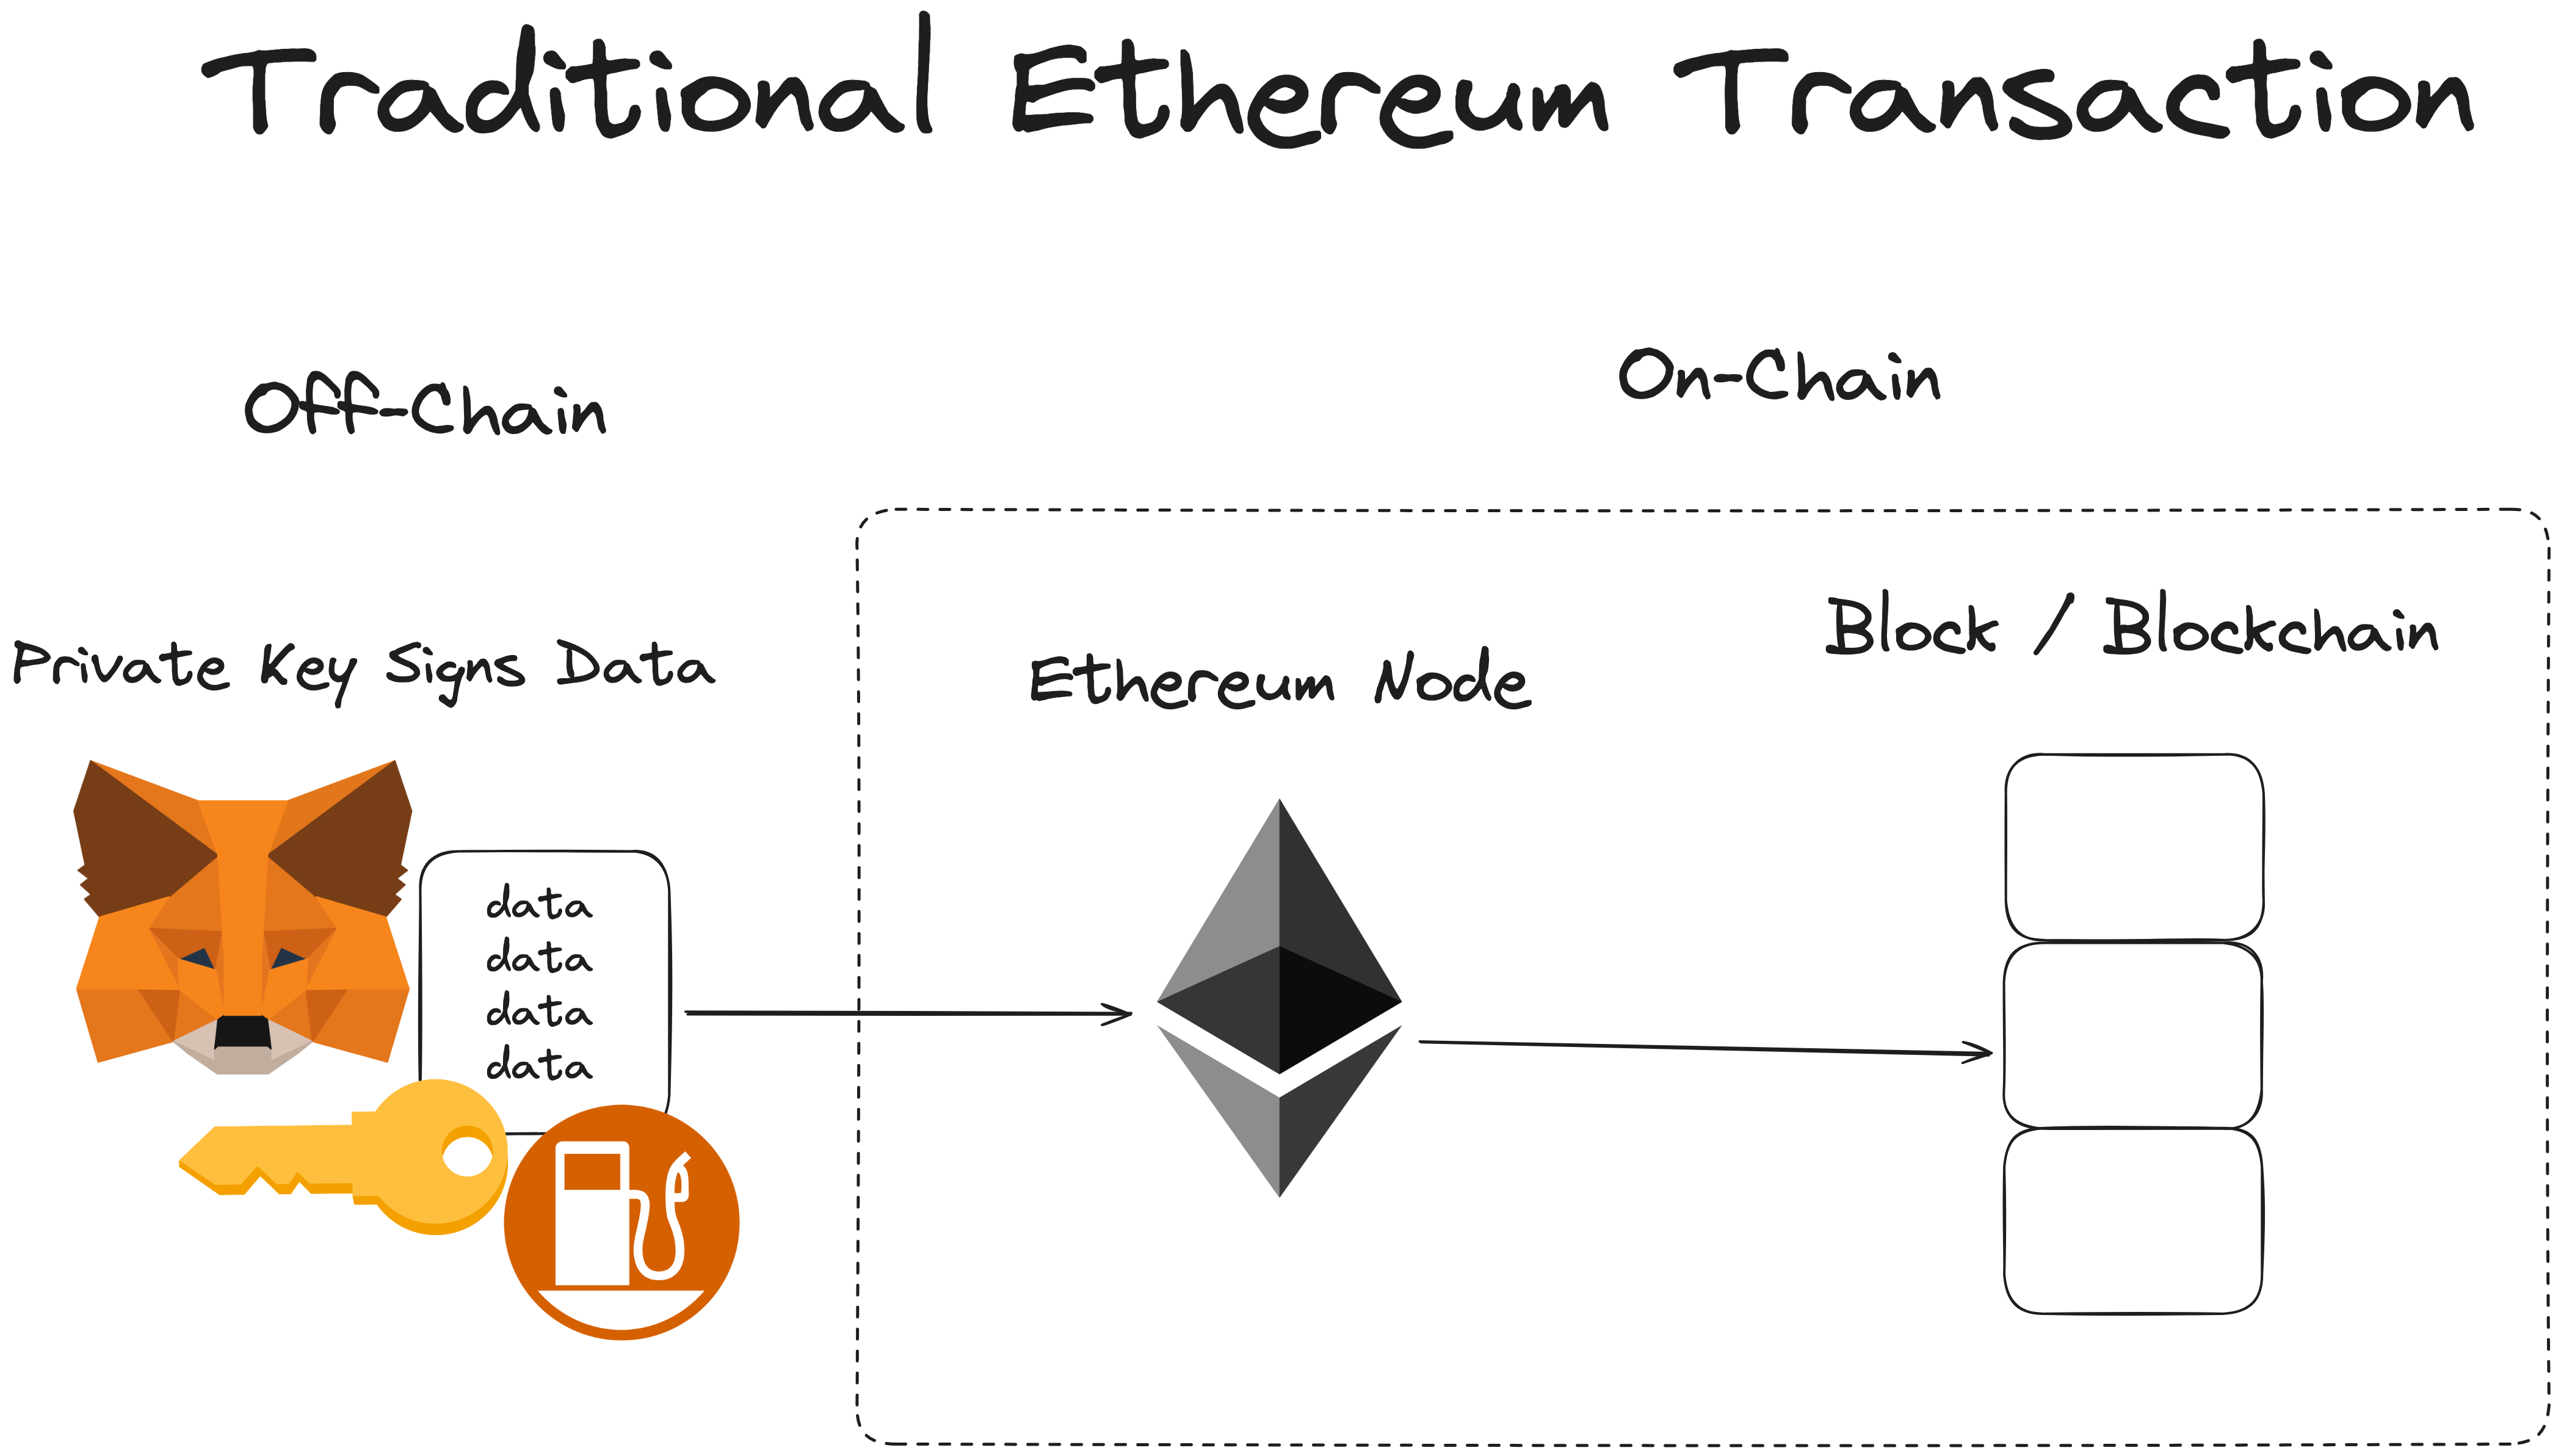 Traditional Ethereum Transaction
Off-Chain
On-Chain
Private Key Signs Data
Ethereum Node
Block / Blockchain
data
data
data
data